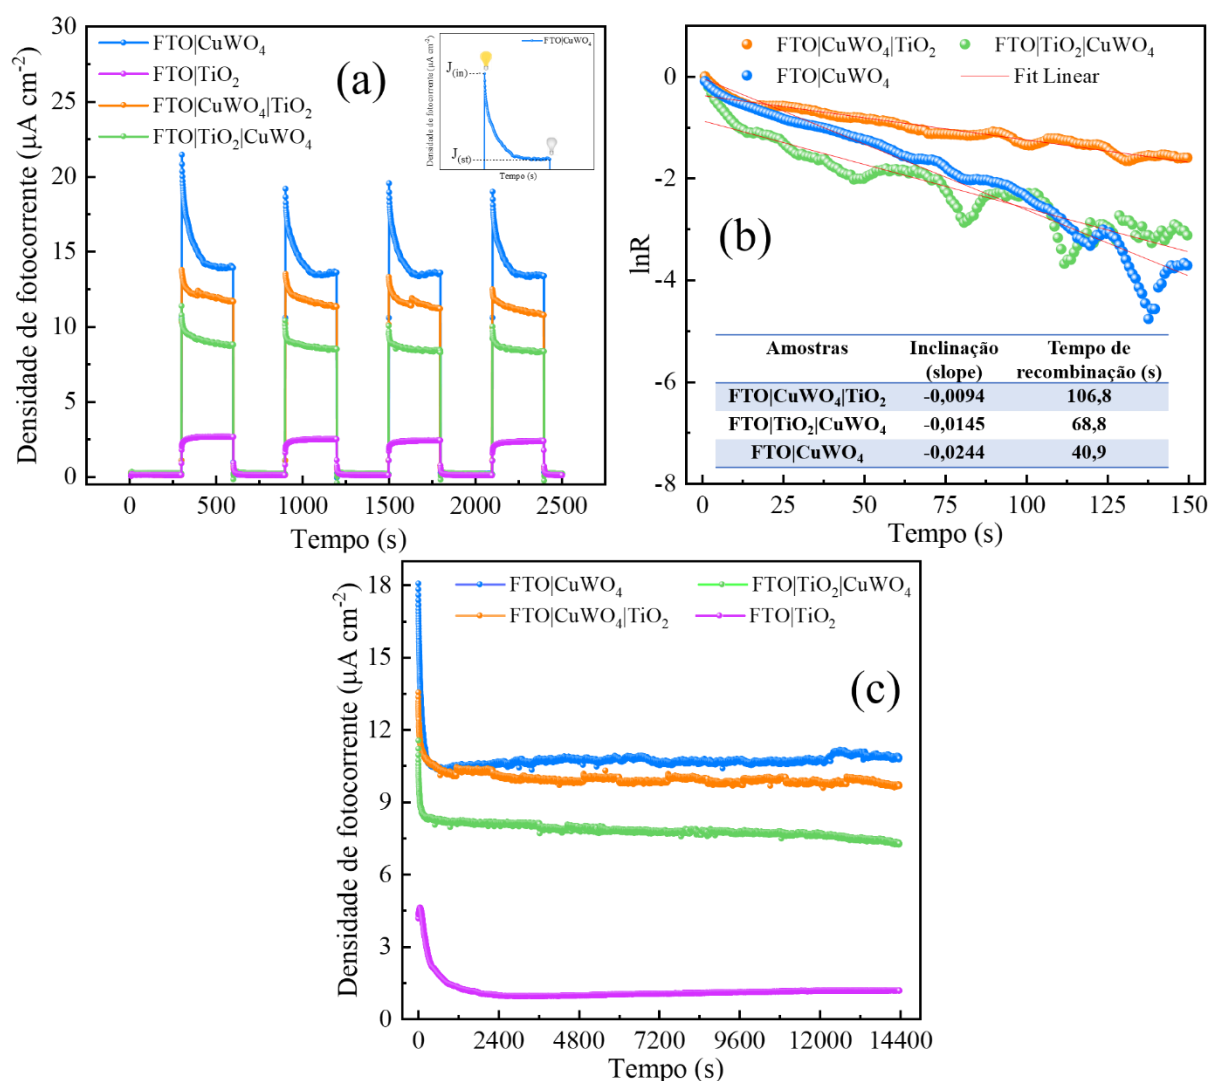 30
25
20
15
10
5
0
Densidade de fotocorrente (μA cm⁻²)
FTO|CuWO₄
FTO|TiO₂
FTO|CuWO₄|TiO₂
FTO|TiO₂|CuWO₄
(a)
FTO|CuWO₄
J(in)
J(st)
Densidade de fotocorrente (μA cm⁻²)
Tempo (s)
0 500 1000 1500 2000 2500
Tempo (s)
FTO|CuWO₄|TiO₂ FTO|TiO₂|CuWO₄
FTO|CuWO₄ Fit Linear
0
-2
-4
-6
-8
lnR
(b)
Amostras Inclinação (slope) Tempo de recombinação (s)
FTO|CuWO₄|TiO₂ -0,0094 106,8
FTO|TiO₂|CuWO₄ -0,0145 68,8
FTO|CuWO₄ -0,0244 40,9
0 25 50 75 100 125 150
Tempo (s)
18
15
12
9
6
3
0
Densidade de fotocorrente (μA cm⁻²)
FTO|CuWO₄ FTO|TiO₂|CuWO₄
FTO|CuWO₄|TiO₂ FTO|TiO₂
(c)
0 2400 4800 7200 9600 12000 14400
Tempo (s)